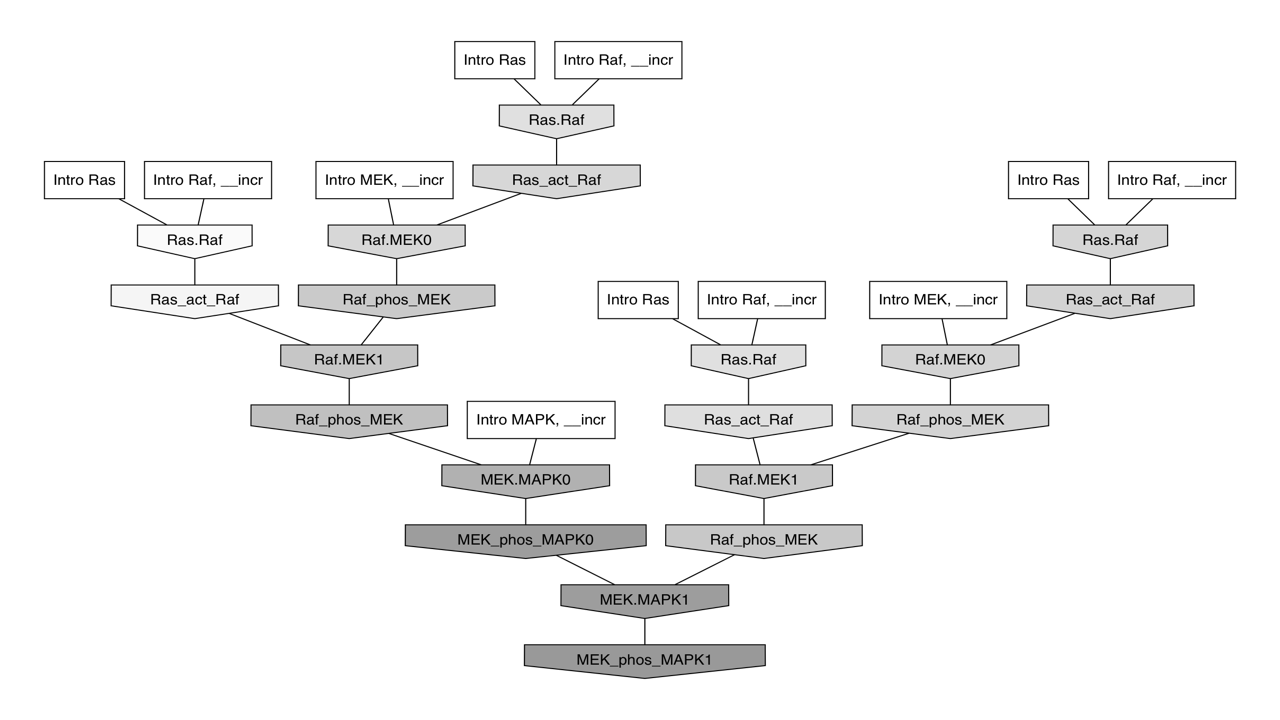 Intro Ras
Intro Raf, __incr
Ras.Raf
Intro Ras
Intro Raf, __incr
Intro MEK, __incr
Ras_act_Raf
Intro Ras
Intro Raf, __incr
Ras.Raf
Raf.MEK0
Ras.Raf
Ras_act_Raf
Raf_phos_MEK
Intro Ras
Intro Raf, __incr
Intro MEK, __incr
Ras_act_Raf
Raf.MEK1
Ras.Raf
Raf.MEK0
Raf_phos_MEK
Intro MAPK, __incr
Ras_act_Raf
Raf_phos_MEK
MEK.MAPK0
Raf.MEK1
MEK_phos_MAPK0
Raf_phos_MEK
MEK.MAPK1
MEK_phos_MAPK1